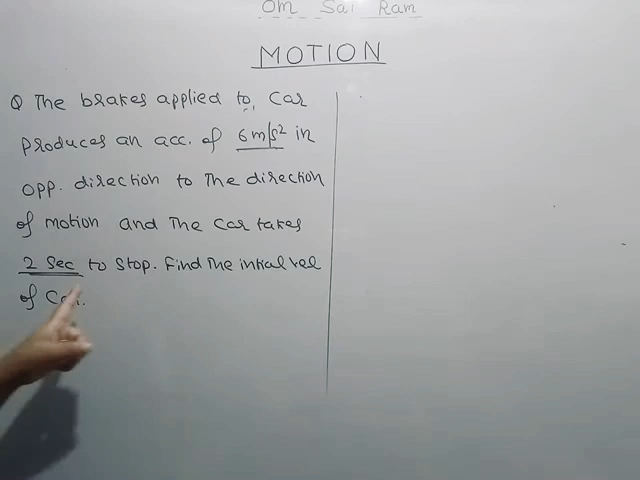 Om Sai Ram
MOTION
Q The brakes applied to, Car
produces an acc. of 6 m/s² in
opp. direction to the direction
of motion and the car takes
2 Sec to stop. Find the initial vel
of Car.